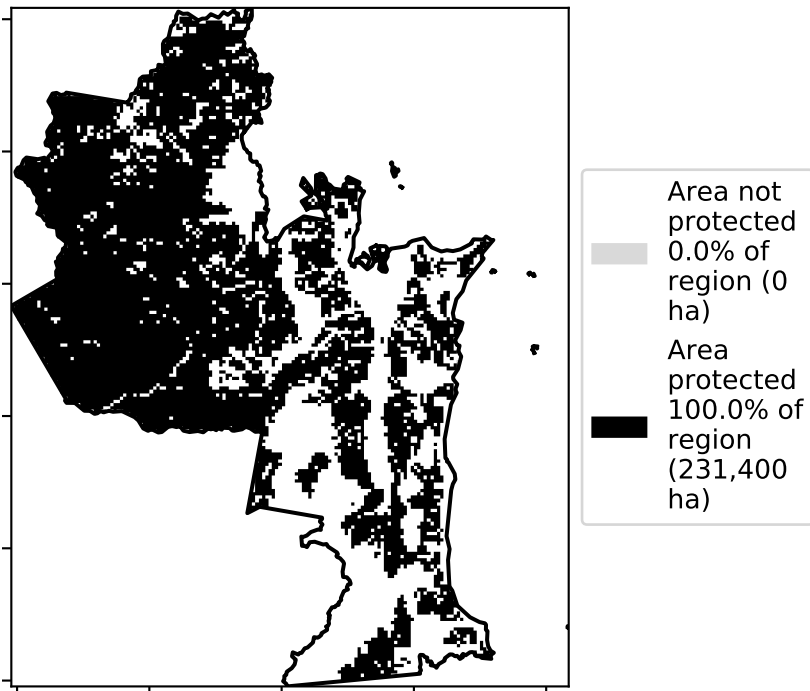 Area not
protected
0.0% of
region (0
ha)
Area
protected
100.0% of
region
(231,400
ha)